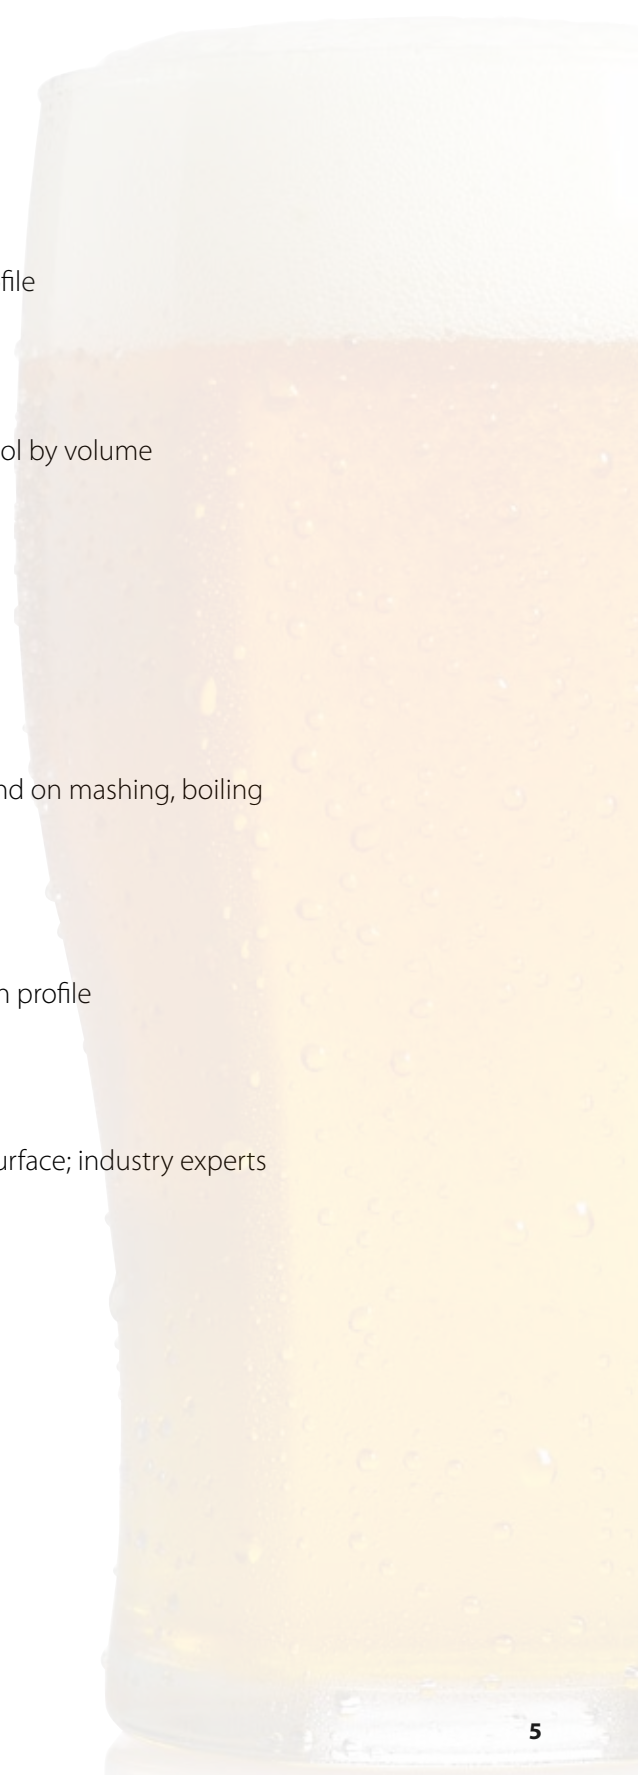 file
ol by volume
nd on mashing, boiling
n profile
urface; industry experts
5